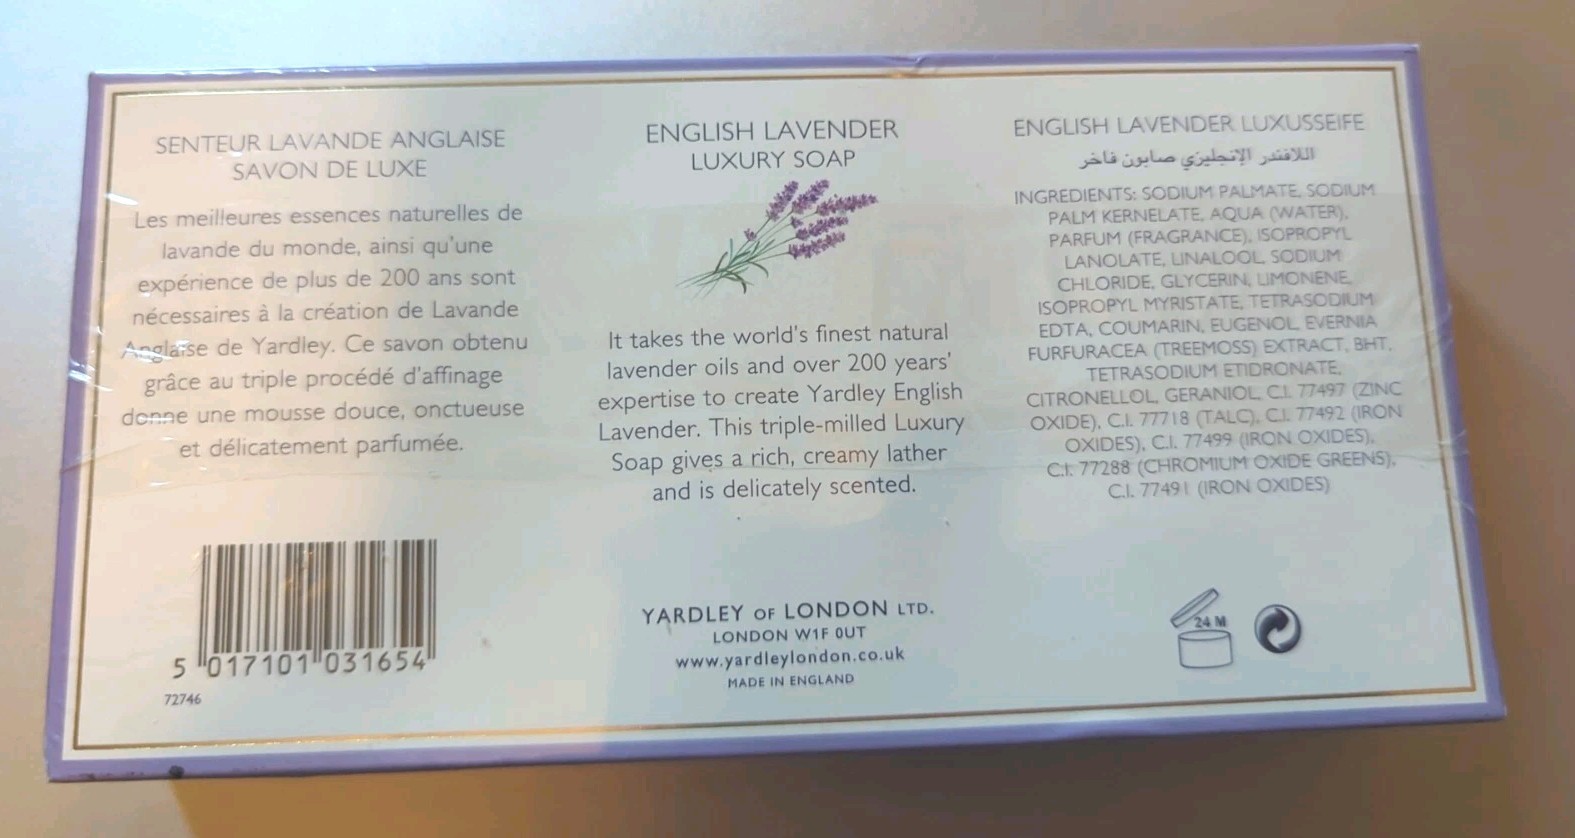 SENTEUR LAVANDE ANGLAISE
SAVON DE LUXE
Les meilleures essences naturelles de
lavande du monde, ainsi qu'une
expérience de plus de 200 ans sont
nécessaires à la création de Lavande
Anglaise de Yardley. Ce savon obtenu
grâce au triple procédé d'affinage
donne une mousse douce, onctueuse
et délicatement parfumée.
5 017101 031654
72746
ENGLISH LAVENDER
LUXURY SOAP
It takes the world's finest natural
lavender oils and over 200 years'
expertise to create Yardley English
Lavender. This triple-milled Luxury
Soap gives a rich, creamy lather
and is delicately scented.
YARDLEY OF LONDON LTD.
LONDON W1F 0UT
www.yardleylondon.co.uk
MADE IN ENGLAND
ENGLISH LAVENDER LUXUSSEIFE
اللافندر الإنجليزي صابون فاخر
INGREDIENTS: SODIUM PALMATE, SODIUM
PALM KERNELATE, AQUA (WATER),
PARFUM (FRAGRANCE), ISOPROPYL
LANOLATE, LINALOOL, SODIUM
CHLORIDE, GLYCERIN, LIMONENE,
ISOPROPYL MYRISTATE, TETRASODIUM
EDTA, COUMARIN, EUGENOL, EVERNIA
FURFURACEA (TREEMOSS) EXTRACT, BHT,
TETRASODIUM ETIDRONATE,
CITRONELLOL, GERANIOL, C.I. 77497 (ZINC
OXIDE), C.I. 77718 (TALC), C.I. 77492 (IRON
OXIDES), C.I. 77499 (IRON OXIDES),
C.I. 77288 (CHROMIUM OXIDE GREENS),
C.I. 77491 (IRON OXIDES)
24 M